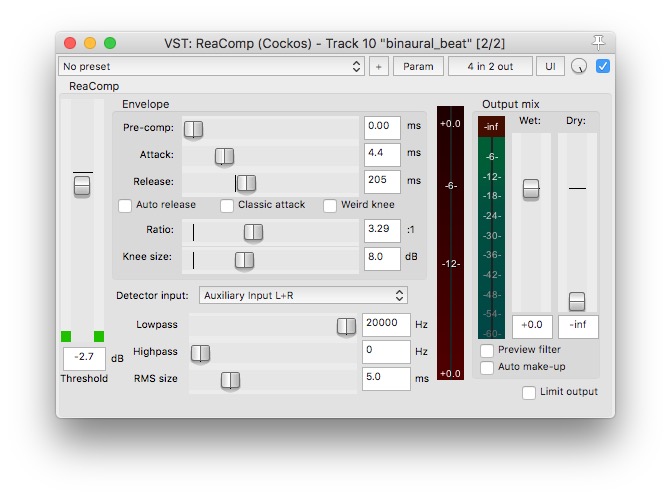 VST: ReaComp (Cockos) - Track 10 "binaural_beat" [2/2]
No preset + Param 4 in 2 out UI
ReaComp
Envelope
Pre-comp: 0.00 ms
Attack: 4.4 ms
Release: 205 ms
Auto release Classic attack Weird knee
Ratio: 3.29 :1
Knee size: 8.0 dB
Detector input: Auxiliary Input L+R
Lowpass 20000 Hz
Highpass 0 Hz
RMS size 5.0 ms
-2.7 dB
Threshold
+0.0
-6-
-12-
+0.0
Output mix
Wet: Dry:
-inf
-6-
-12-
-18-
-24-
-30-
-36-
-42-
-48-
-54-
-60-
+0.0 -inf
Preview filter
Auto make-up
Limit output